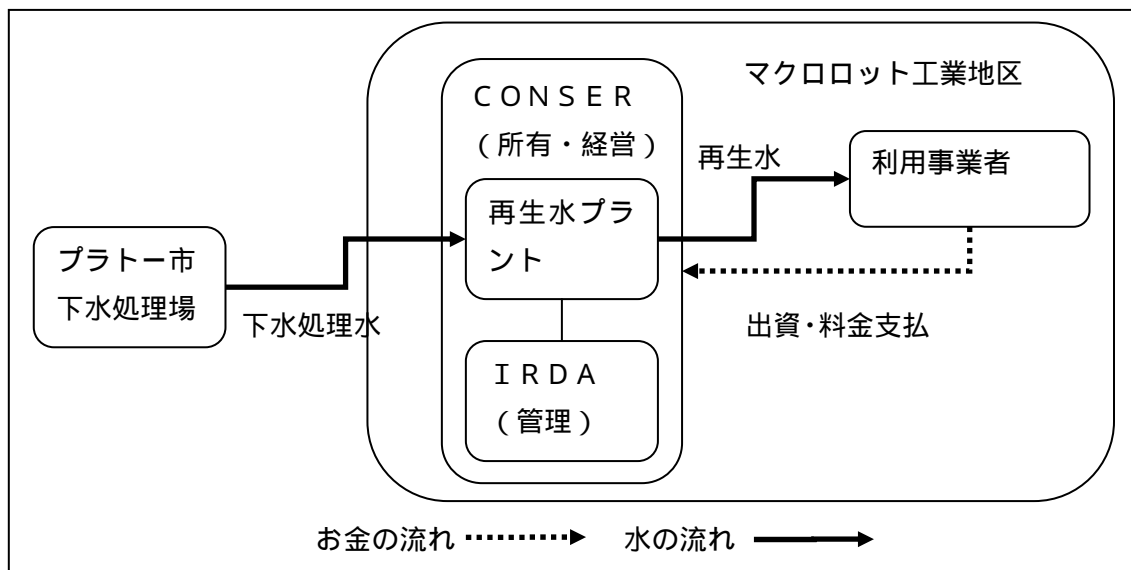 マクロロット工業地区
ＣＯＮＳＥＲ
（所有・経営）
再生水
利用事業者
再生水プラ
ント
プラトー市
下水処理場
下水処理水
出資・料金支払
ＩＲＤＡ
（管理）
お金の流れ
水の流れ